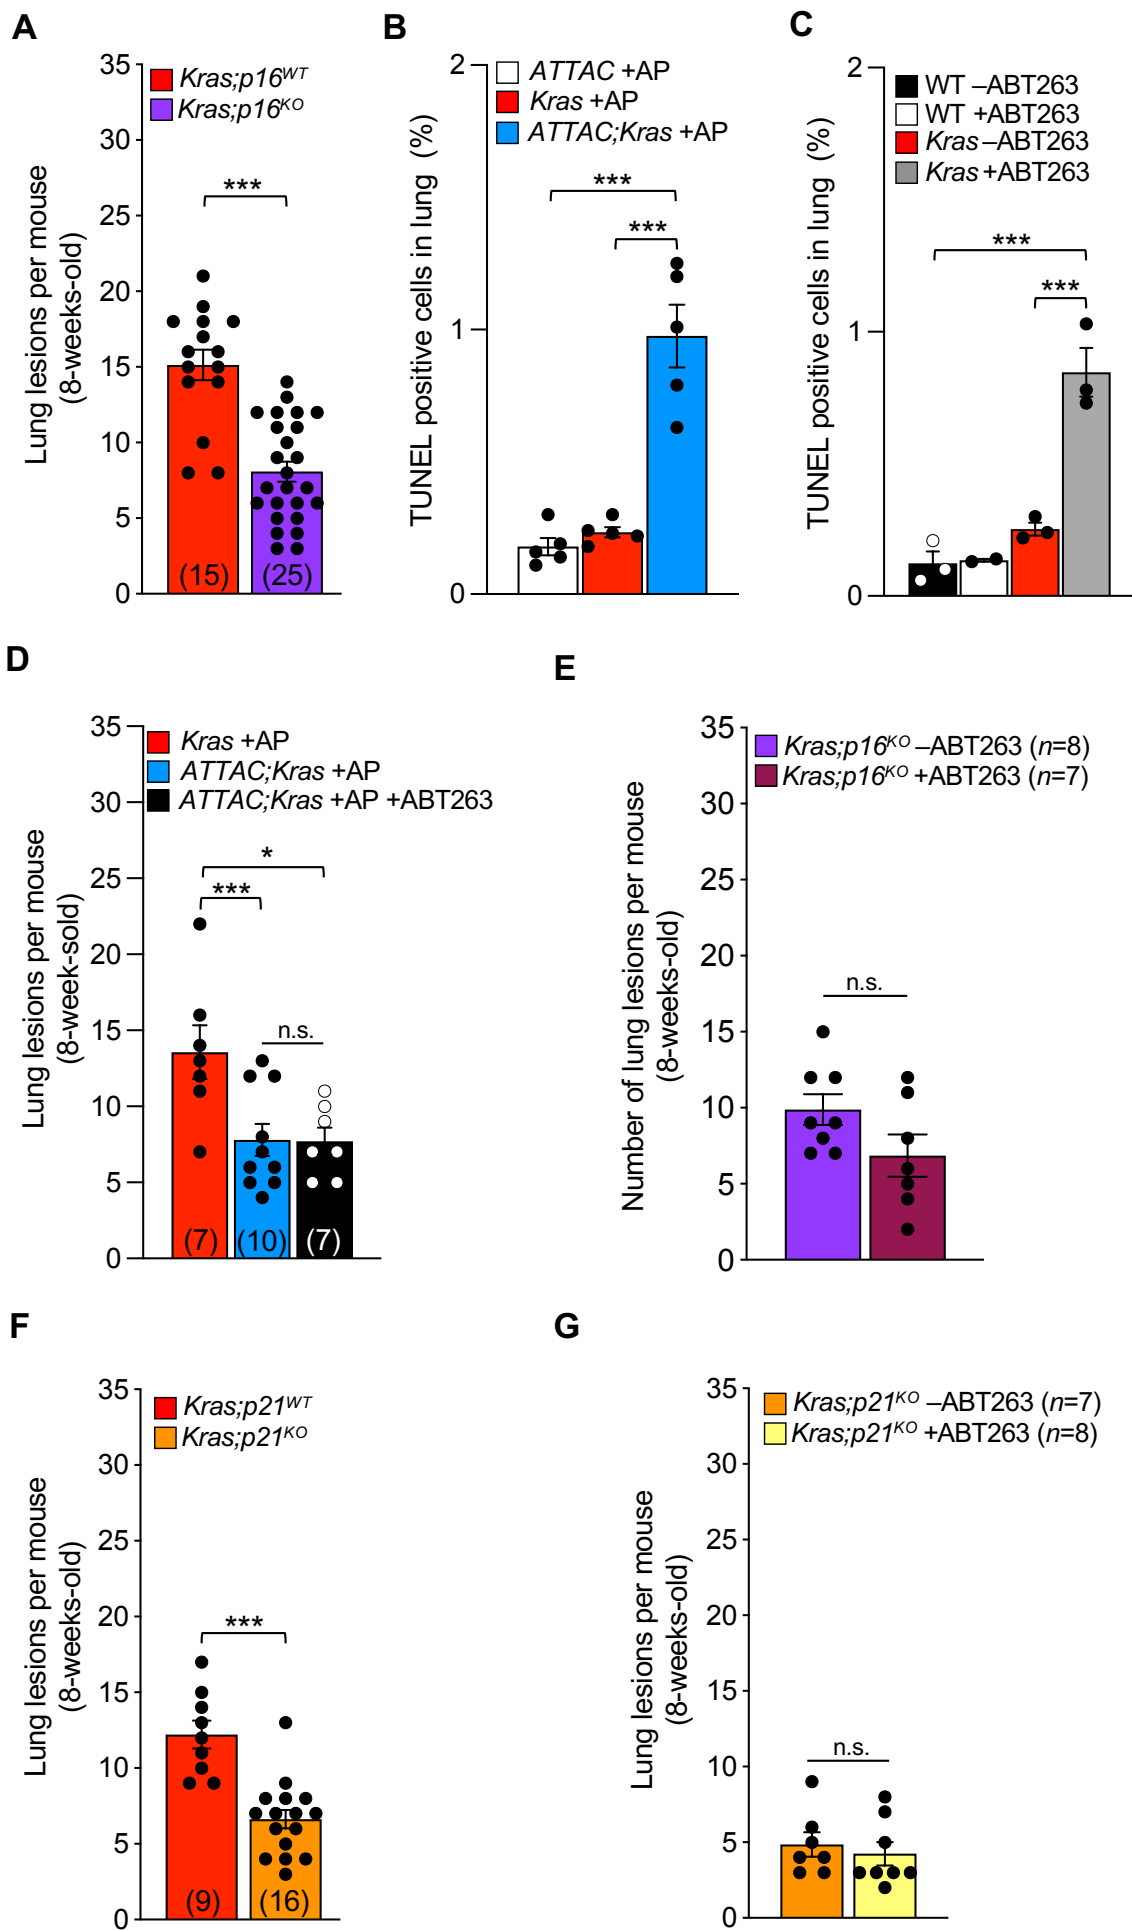 A
Kras;p16WT
Kras;p16KO
Lung lesions per mouse
(8-weeks-old)
35
30
25
20
15
10
5
0
***
(15)
(25)
B
ATTAC +AP
Kras +AP
ATTAC;Kras +AP
TUNEL positive cells in lung (%)
2
1
0
***
***
C
WT –ABT263
WT +ABT263
Kras –ABT263
Kras +ABT263
TUNEL positive cells in lung (%)
2
1
0
***
***
D
Kras +AP
ATTAC;Kras +AP
ATTAC;Kras +AP +ABT263
Lung lesions per mouse
(8-week-sold)
35
30
25
20
15
10
5
0
*
***
n.s.
(7)
(10)
(7)
E
Kras;p16KO –ABT263 (n=8)
Kras;p16KO +ABT263 (n=7)
Number of lung lesions per mouse
(8-weeks-old)
35
30
25
20
15
10
5
0
n.s.
F
Kras;p21WT
Kras;p21KO
Lung lesions per mouse
(8-weeks-old)
35
30
25
20
15
10
5
0
***
(9)
(16)
G
Kras;p21KO –ABT263 (n=7)
Kras;p21KO +ABT263 (n=8)
Lung lesions per mouse
(8-weeks-old)
35
30
25
20
15
10
5
0
n.s.